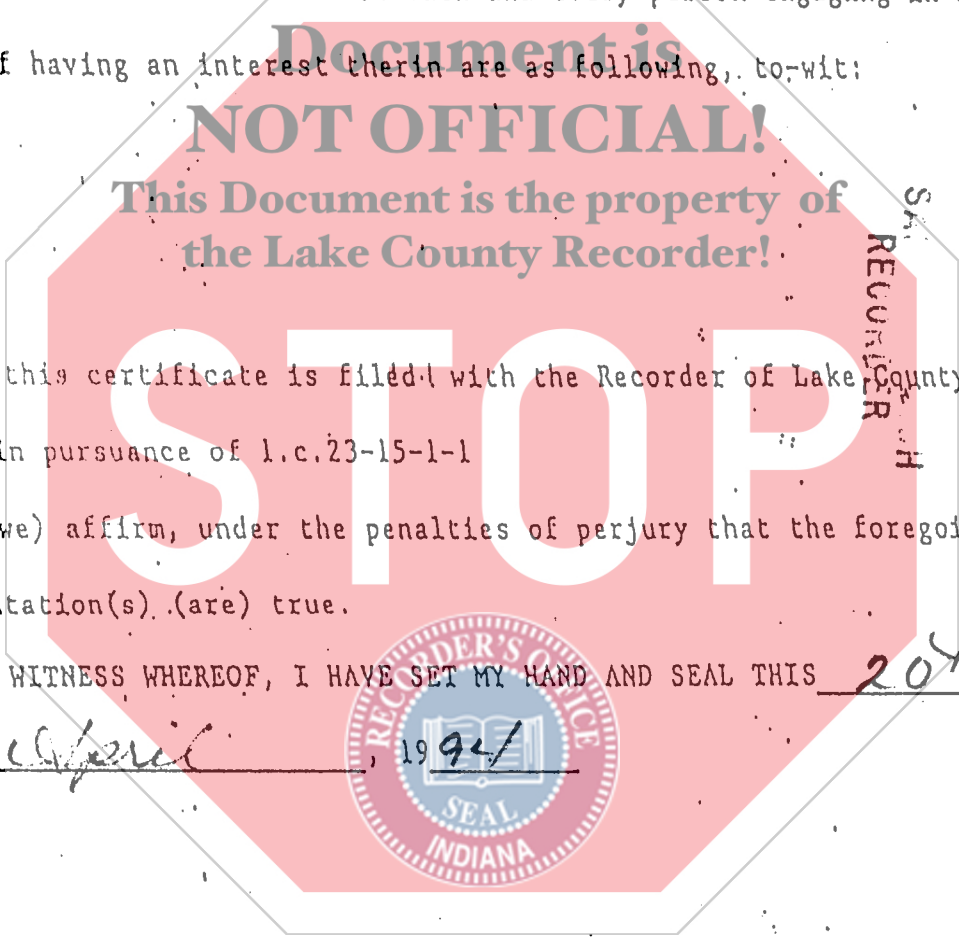 Document is
f having an interest therin are as following, to-wit:
NOT OFFICIAL!
This Document is the property of
the Lake County Recorder!
RECORDER
STOP
this certificate is filed with the Recorder of Lake County
in pursuance of l.c.23-15-1-1
we) affirm, under the penalties of perjury that the foregoi
tation(s) (are) true.
WITNESS WHEREOF, I HAVE SET MY HAND AND SEAL THIS 20th
April, 1994
RECORDER'S OFFICE
SEAL
INDIANA